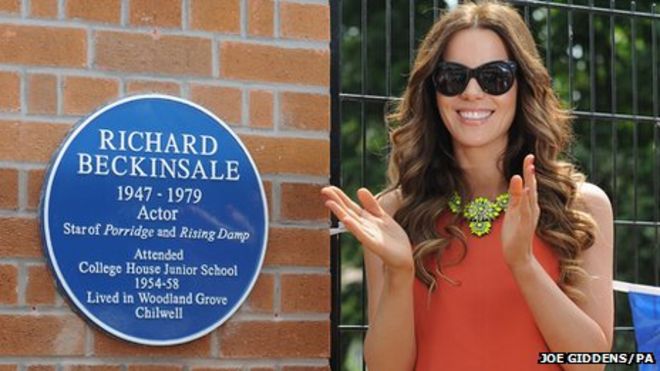 RICHARD
BECKINSALE
1947 - 1979
Actor
Star of Porridge and Rising Damp
Attended
College House Junior School
1954-58
Lived in Woodland Grove
Chilwell
JOE GIDDENS/PA